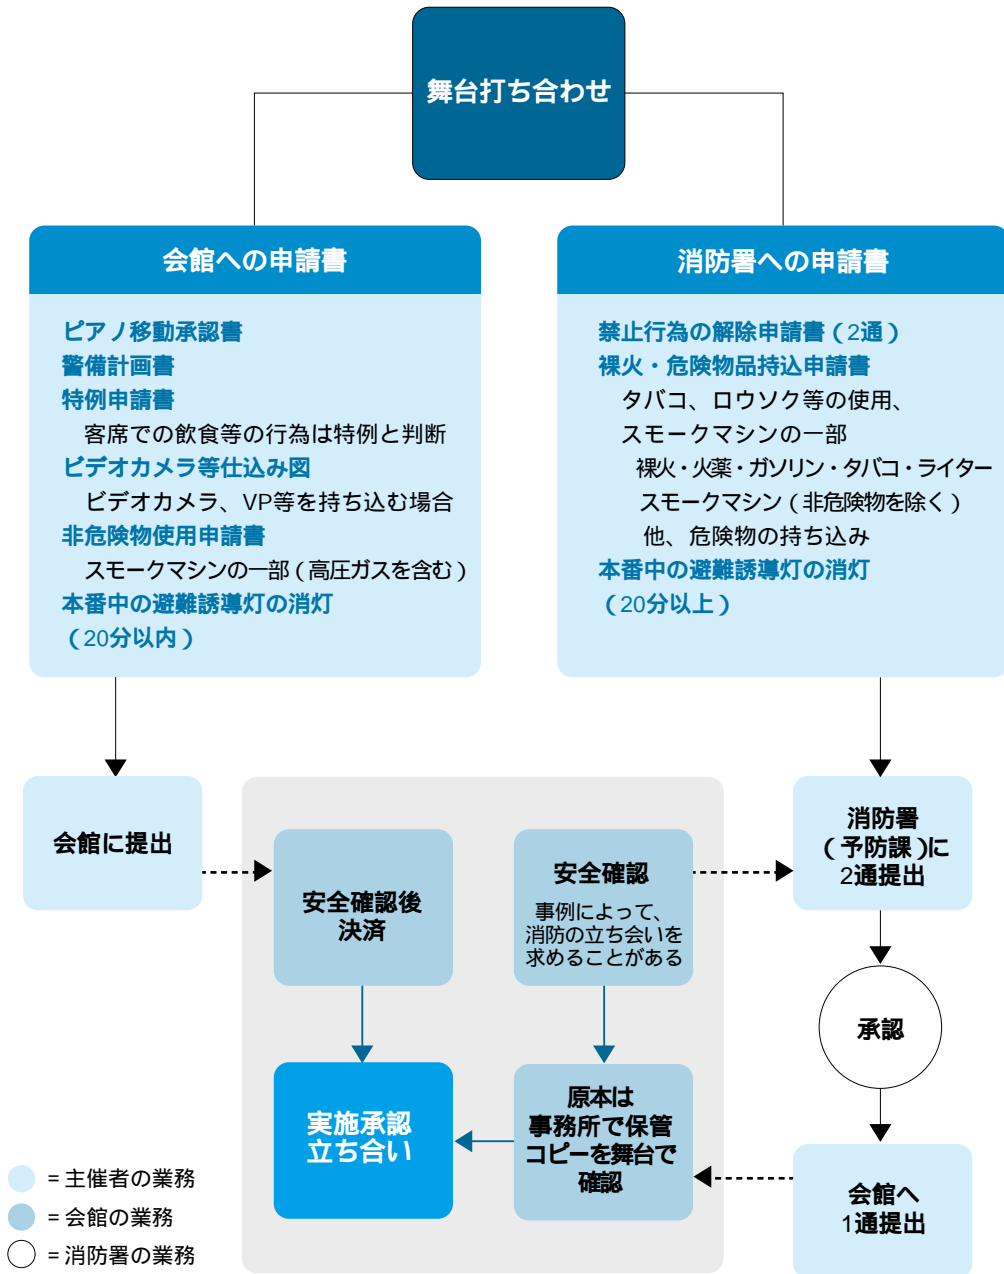 舞台打ち合わせ
会館への申請書
ピアノ移動承認書
警備計画書
特例申請書
客席での飲食等の行為は特例と判断
ビデオカメラ等仕込み図
ビデオカメラ、VP等を持ち込む場合
非危険物使用申請書
スモークマシンの一部（高圧ガスを含む）
本番中の避難誘導灯の消灯
（20分以内）
消防署への申請書
禁止行為の解除申請書（2通）
裸火・危険物品持込申請書
タバコ、ロウソク等の使用、
スモークマシンの一部
裸火・火薬・ガソリン・タバコ・ライター
スモークマシン（非危険物を除く）
他、危険物の持ち込み
本番中の避難誘導灯の消灯
（20分以上）
会館に提出
安全確認後
決済
安全確認
事例によって、
消防の立ち会いを
求めることがある
消防署
（予防課）に
2通提出
承認
実施承認
立ち合い
原本は
事務所で保管
コピーを舞台で
確認
会館へ
1通提出
= 主催者の業務
= 会館の業務
= 消防署の業務